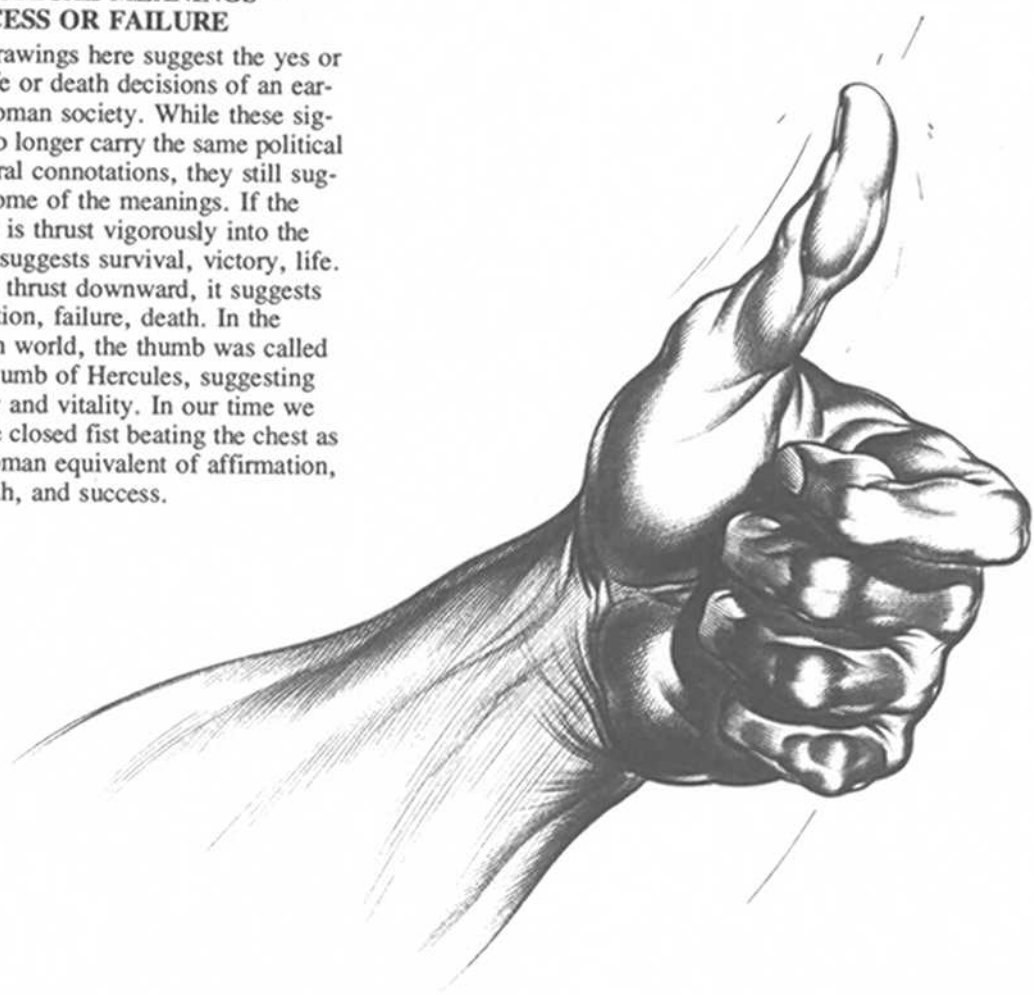 CESS OR FAILURE
rawings here suggest the yes or
e or death decisions of an ear-
oman society. While these sig-
o longer carry the same political
ral connotations, they still sug-
ome of the meanings. If the
is thrust vigorously into the
suggests survival, victory, life.
thrust downward, it suggests
tion, failure, death. In the
n world, the thumb was called
umb of Hercules, suggesting
and vitality. In our time we
e closed fist beating the chest as
man equivalent of affirmation,
h, and success.